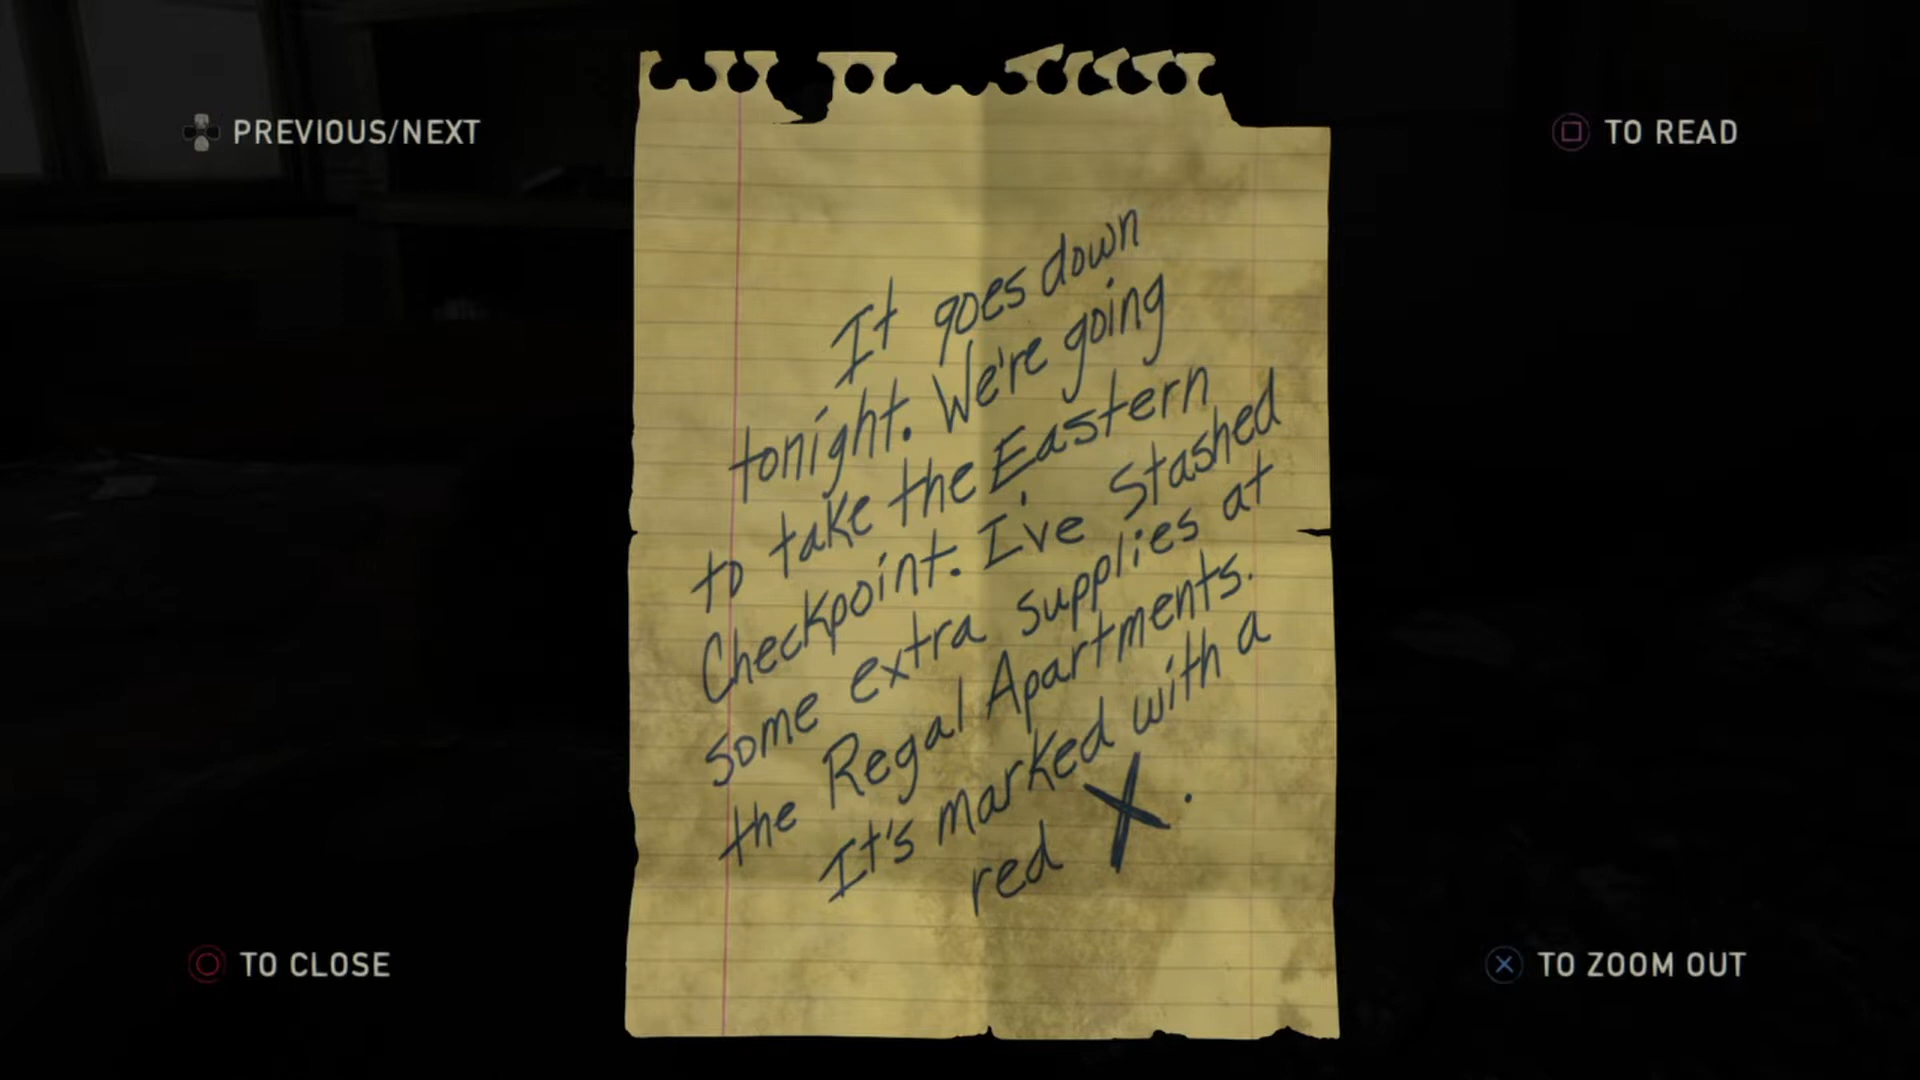 PREVIOUS/NEXT
TO READ
It goes down
tonight. We're going
to take the Eastern
Checkpoint. I've Stashed
some extra supplies at
the Regal Apartments.
It's marked with a
red X.
TO CLOSE
TO ZOOM OUT